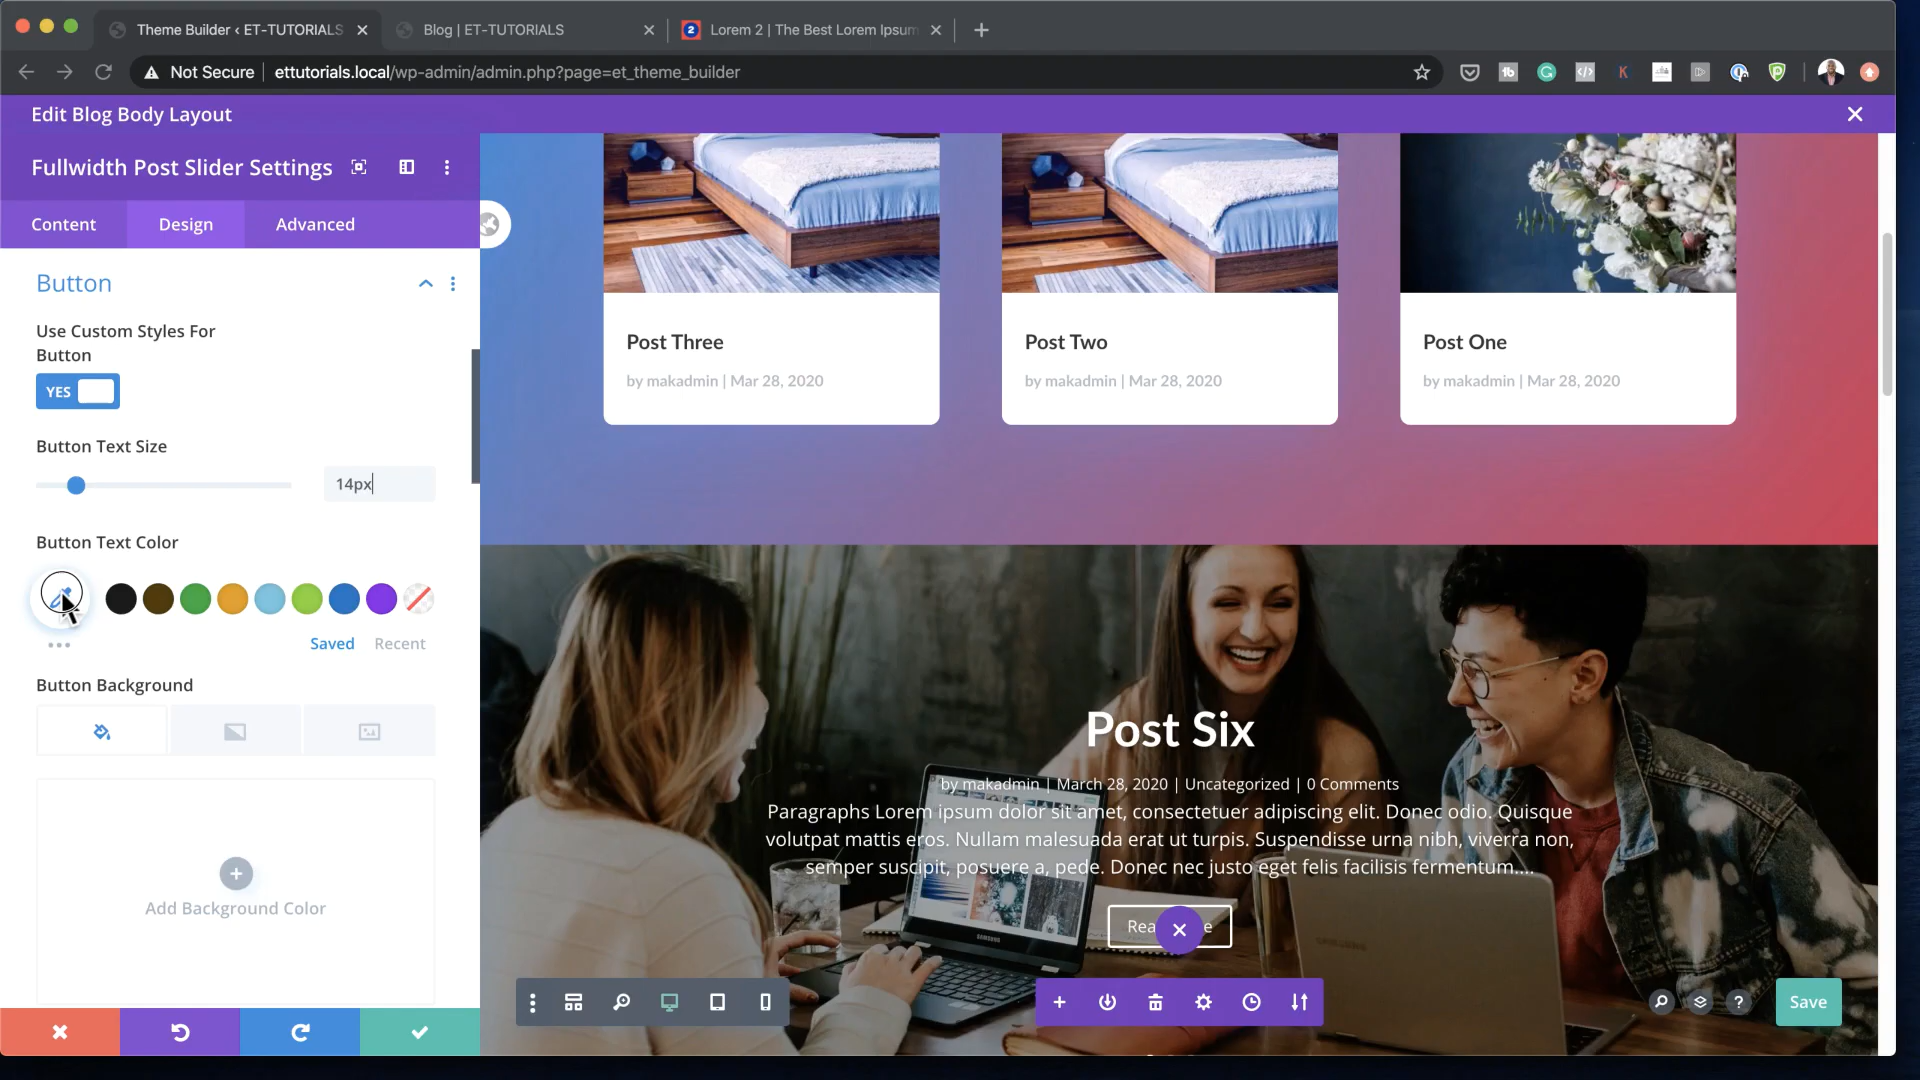 Theme Builder ‹ ET-TUTORIALS
Blog | ET-TUTORIALS
2
Lorem 2 | The Best Lorem Ipsum
Not Secure
ettutorials.local/wp-admin/admin.php?page=et_theme_builder
Edit Blog Body Layout
Fullwidth Post Slider Settings
Content
Design
Advanced
Button
Use Custom Styles For
Button
YES
Button Text Size
14px
Button Text Color
Saved
Recent
Button Background
Add Background Color
Post Three
by makadmin | Mar 28, 2020
Post Two
by makadmin | Mar 28, 2020
Post One
by makadmin | Mar 28, 2020
Post Six
by makadmin | March 28, 2020 | Uncategorized | 0 Comments
Paragraphs Lorem ipsum dolor sit amet, consectetuer adipiscing elit. Donec odio. Quisque
volutpat mattis eros. Nullam malesuada erat ut turpis. Suspendisse urna nibh, viverra non,
semper suscipit, posuere a, pede. Donec nec justo eget felis facilisis fermentum....
SAMSUNG
Save